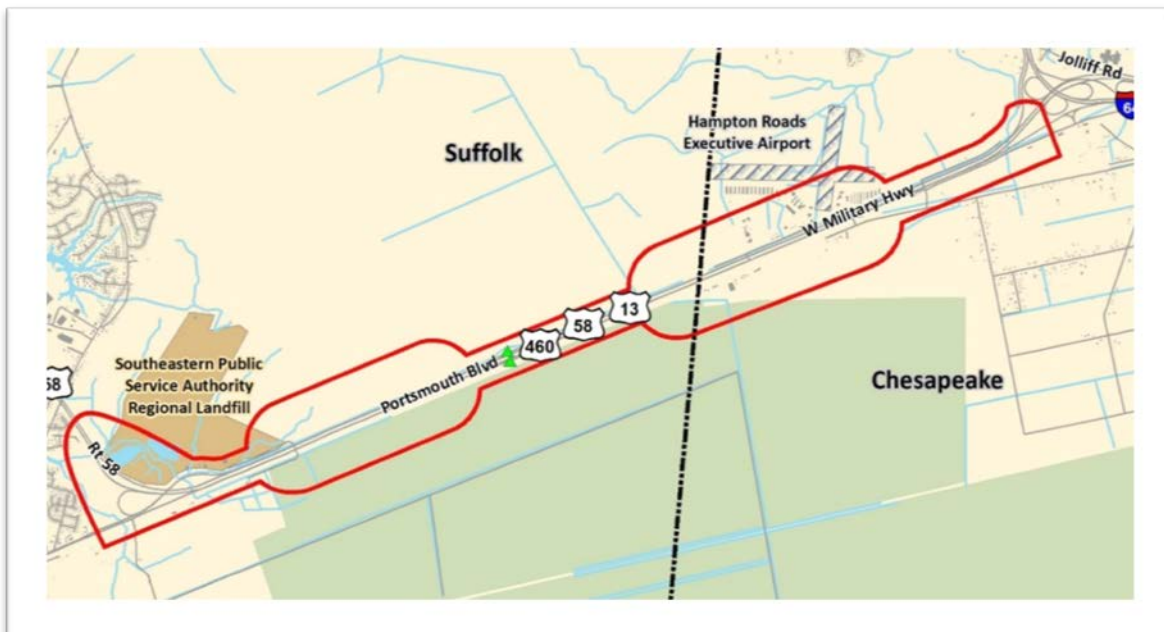 Jolliff Rd
64
Hampton Roads
Executive Airport
Suffolk
W Military Hwy
13
58
460
Portsmouth Blvd
Southeastern Public
Service Authority
Regional Landfill
58
Chesapeake
Rt 58